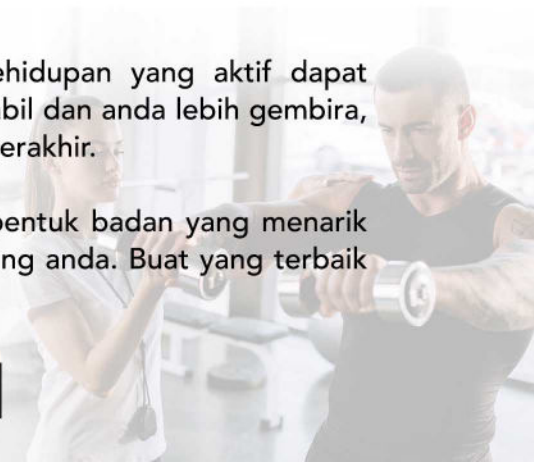 ehidupan yang aktif dapat
bil dan anda lebih gembira,
erakhir.
entuk badan yang menarik
ng anda. Buat yang terbaik